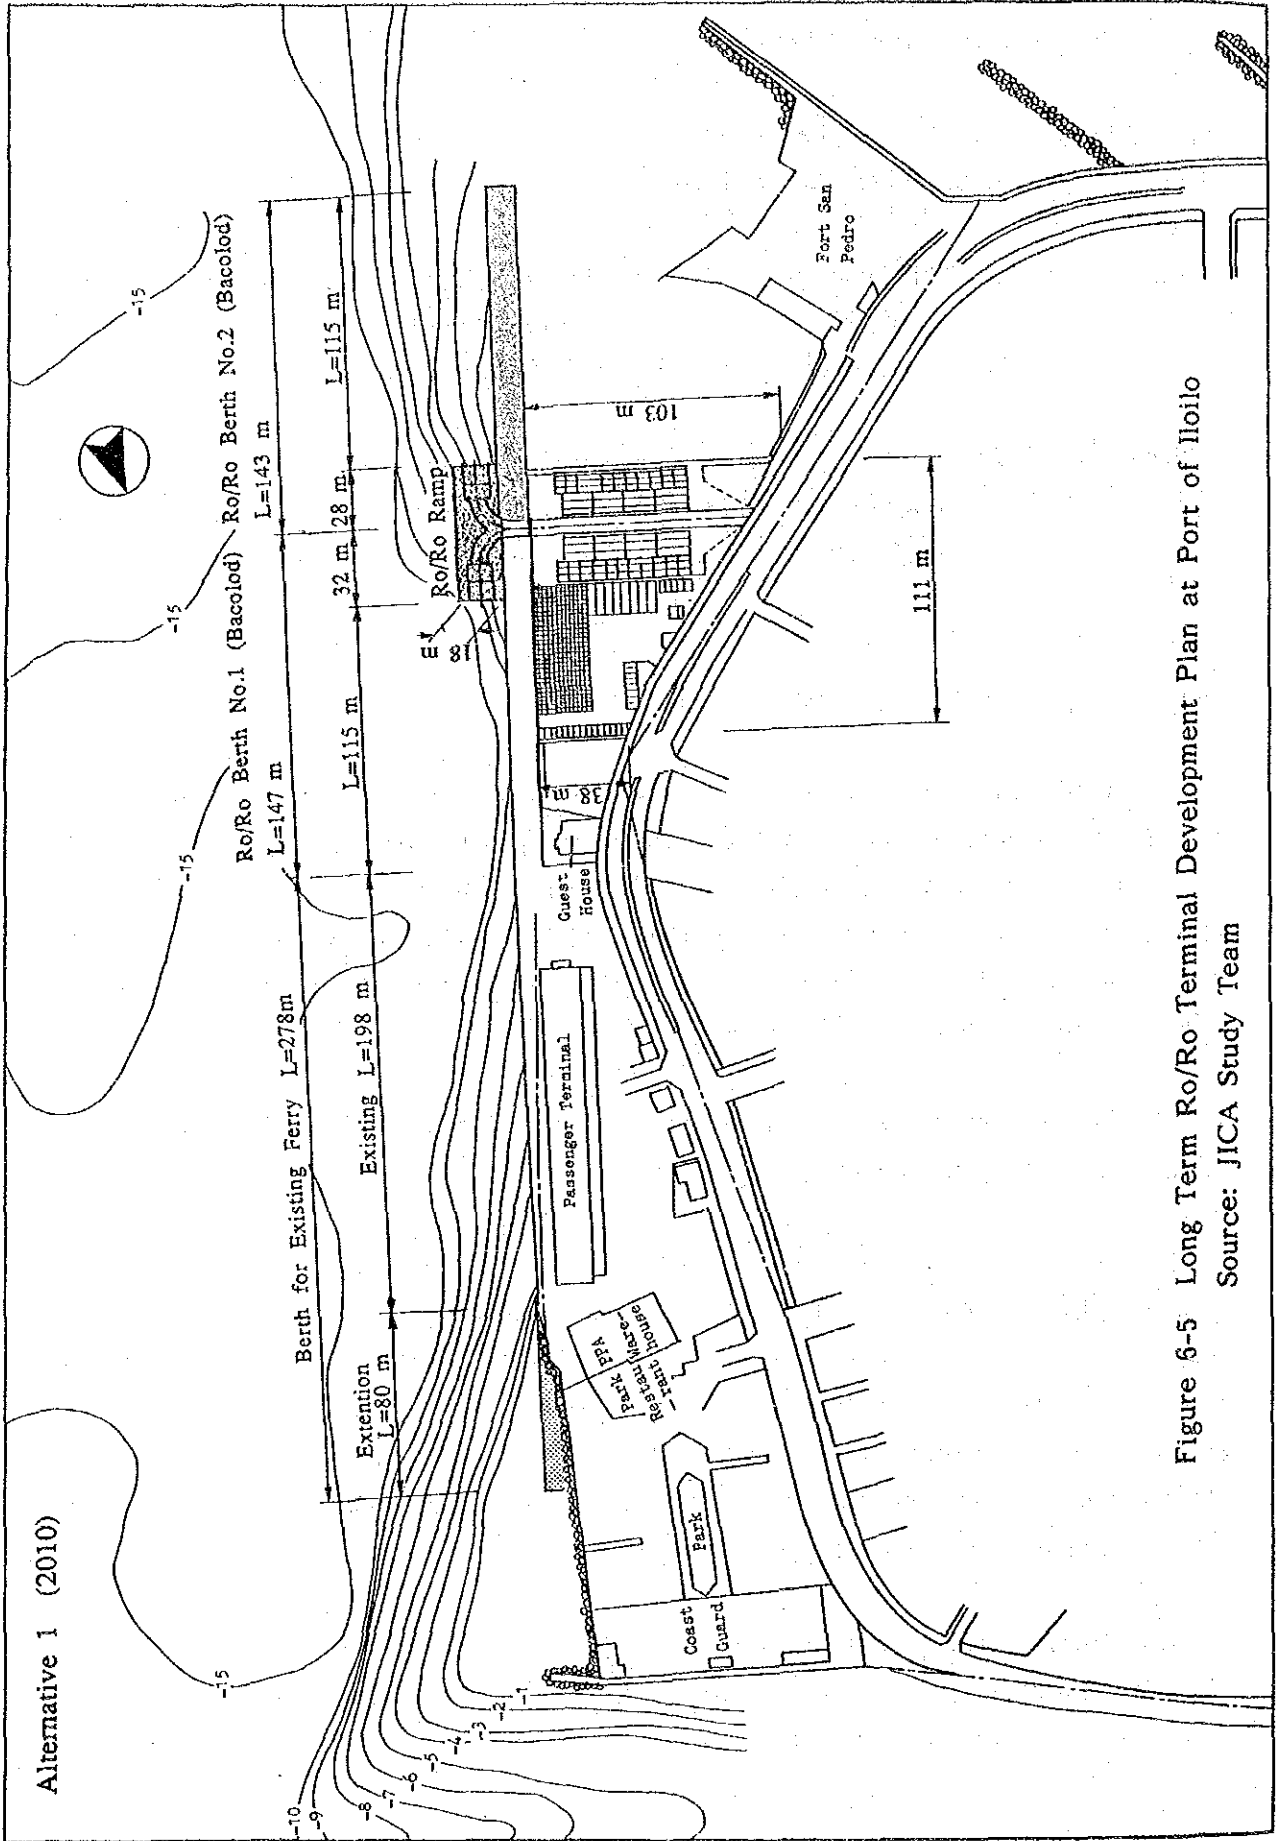 Alternative 1 (2010)
-15
-15
-15
-15
Ro/Ro Berth No.1 (Bacolod)
Ro/Ro Berth No.2 (Bacolod)
L=147 m
L=143 m
Berth for Existing Ferry L=278m
Extention
L=80 m
Existing L=198 m
L=115 m
32 m
28 m
L=115 m
Ro/Ro Ramp
18 m
-10
-9
-8
-7
-6
-5
-4
-3
-2
-1
Coast
Guard
Park
Park PPA
Restau Ware-
-rant house
Passenger Terminal
Guest
House
38 m
103 m
111 m
Fort San
Pedro
Figure 6-5 Long Term Ro/Ro Terminal Development Plan at Port of Iloilo
Source: JICA Study Team